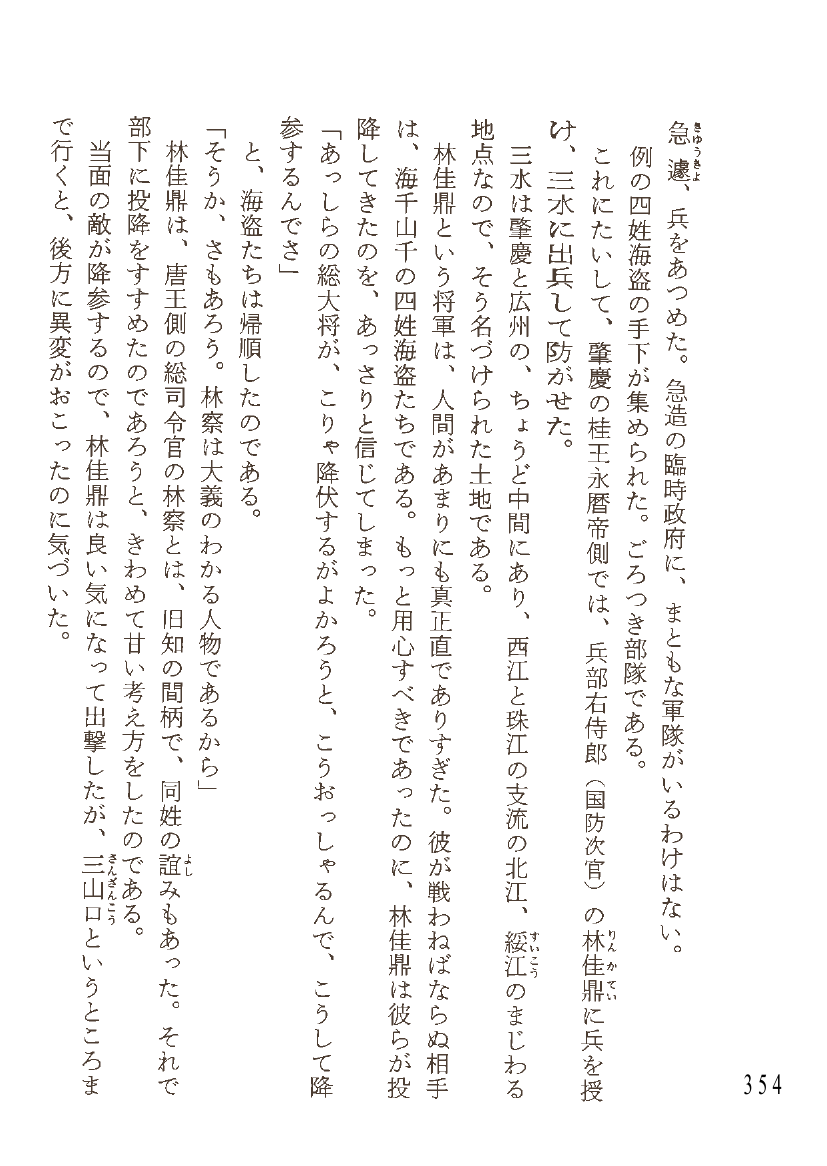 急遽、兵をあつめた。急造の臨時政府に、まともな軍隊がいるわけはない。
例の四姓海盗の手下が集められた。ごろつき部隊である。
これにたいして、肇慶の桂王永暦帝側では、兵部右侍郎（国防次官）の林佳鼎に兵を授
け、三水に出兵して防がせた。
三水は肇慶と広州の、ちょうど中間にあり、西江と珠江の支流の北江、綏江のまじわる
地点なので、そう名づけられた土地である。
林佳鼎という将軍は、人間があまりにも真正直でありすぎた。彼が戦わねばならぬ相手
は、海千山千の四姓海盗たちである。もっと用心すべきであったのに、林佳鼎は彼らが投
降してきたのを、あっさりと信じてしまった。
「あっしらの総大将が、こりゃ降伏するがよかろうと、こうおっしゃるんで、こうして降
参するんでさ」
と、海盗たちは帰順したのである。
「そうか、さもあろう。林察は大義のわかる人物であるから」
林佳鼎は、唐王側の総司令官の林察とは、旧知の間柄で、同姓の誼みもあった。それで
部下に投降をすすめたのであろうと、きわめて甘い考え方をしたのである。
当面の敵が降参するので、林佳鼎は良い気になって出撃したが、三山口というところま
で行くと、後方に異変がおこったのに気づいた。
きゅうきょ
りんかてい
すいこう
よし
さんざんこう
354